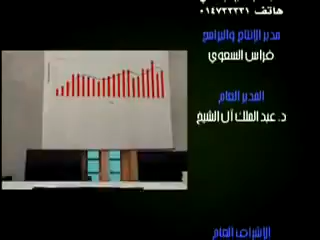 هاتف ٠١٤٧٣٣٣٣١
مدير الإنتاج والبرامج
فراس السعوي
المدير العام
د. عبد الملك آل الشيخ
الإشراف العام